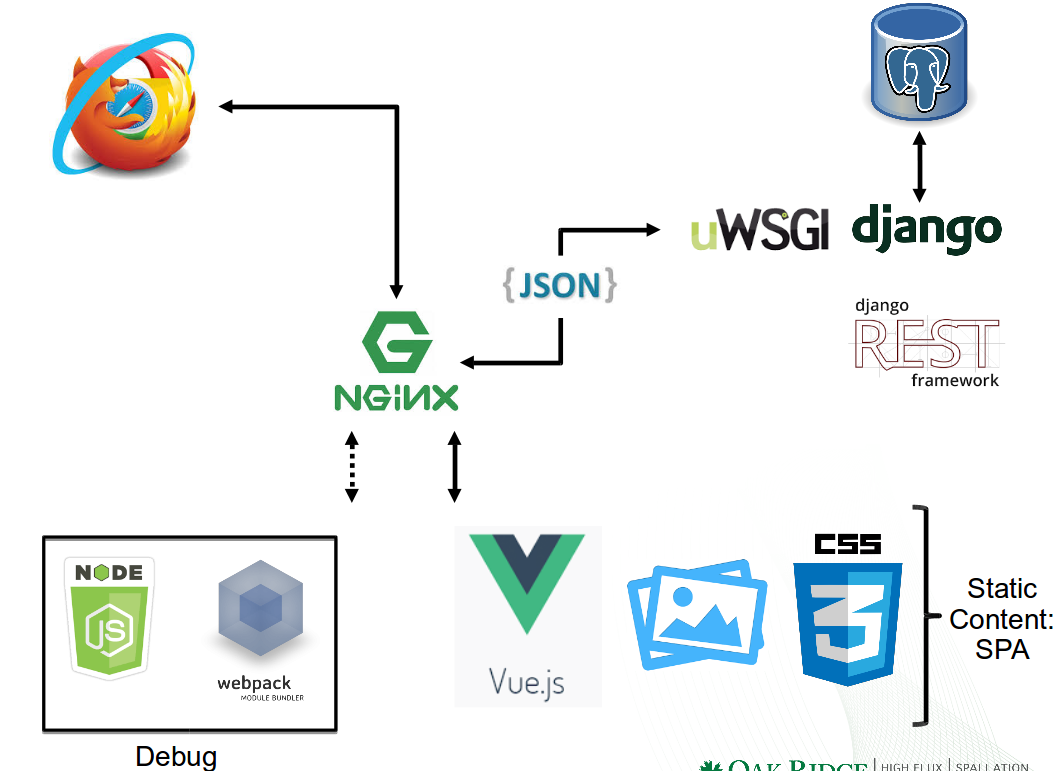 uWSGI
django
{JSON}
django
REST
framework
NGiNX
NODE
JS
webpack
MODULE BUNDLER
Debug
Vue.js
CSS
3
Static
Content:
SPA
OAK RIDGE
HIGH FLUX
SPALLATION